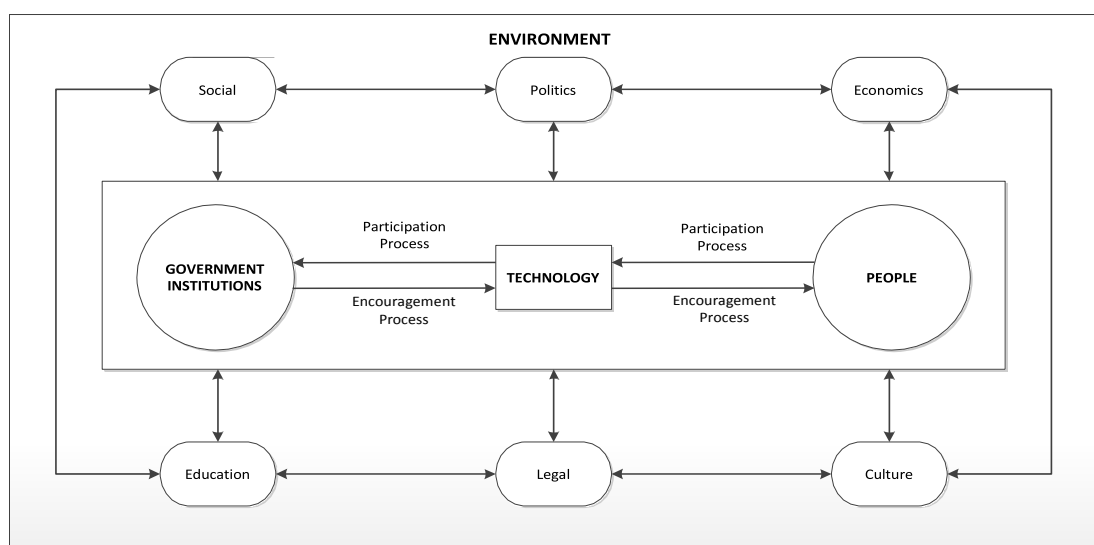 ENVIRONMENT
Social
Politics
Economics
Participation
Process
Participation
Process
GOVERNMENT
INSTITUTIONS
TECHNOLOGY
PEOPLE
Encouragement
Process
Encouragement
Process
Education
Legal
Culture